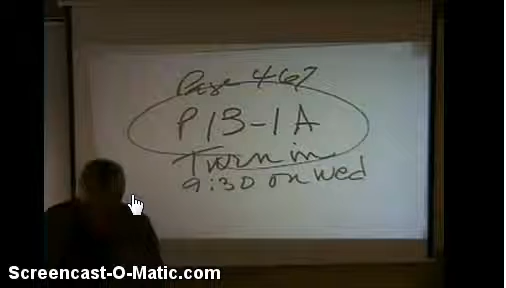 Page 467
P13-1A
Turn in
9:30 on Wed
Screencast-O-Matic.com